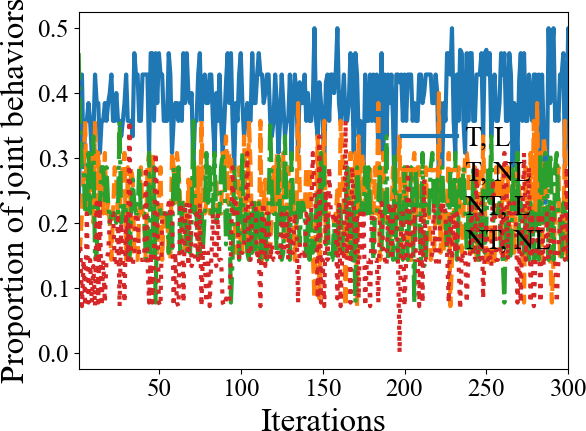 Proportion of joint behaviors
0.5
0.4
0.3
0.2
0.1
0.0
T, L
T, NL
NT, L
NT, NL
50 100 150 200 250 300
Iterations